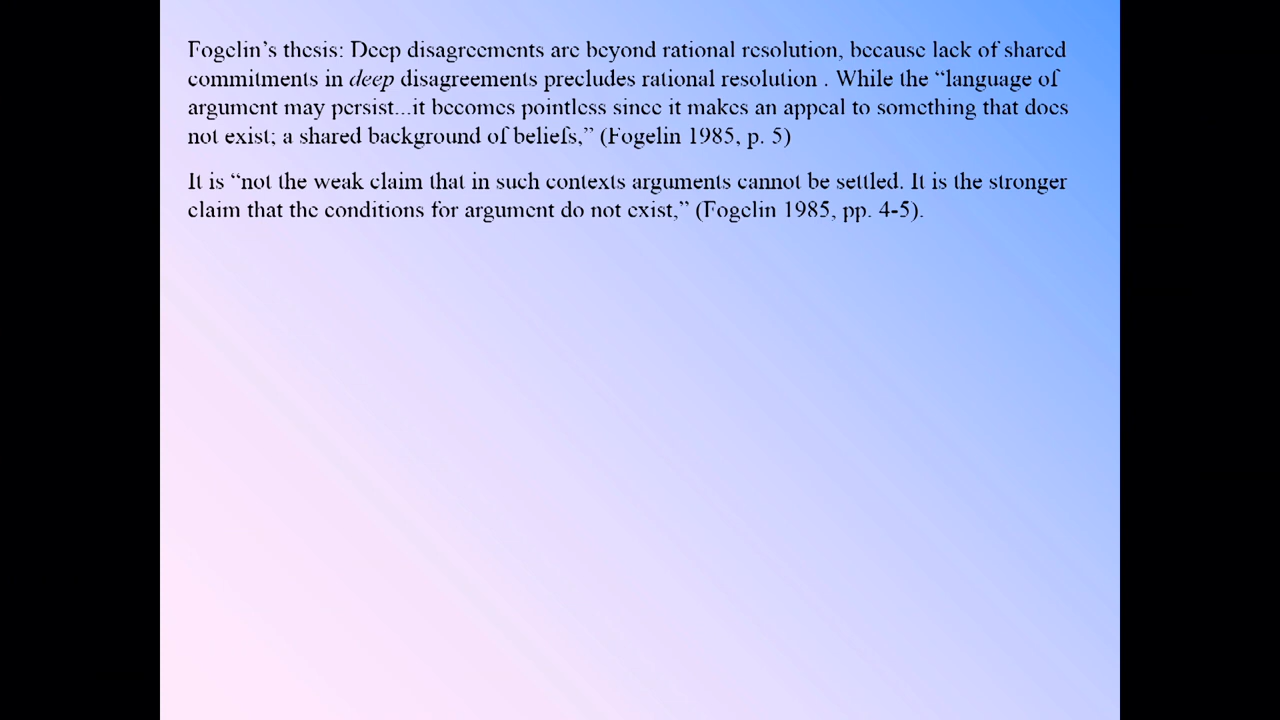 Fogelin’s thesis: Deep disagreements are beyond rational resolution, because lack of shared
commitments in deep disagreements precludes rational resolution . While the “language of
argument may persist...it becomes pointless since it makes an appeal to something that does
not exist; a shared background of beliefs,” (Fogelin 1985, p. 5)
It is “not the weak claim that in such contexts arguments cannot be settled. It is the stronger
claim that the conditions for argument do not exist,” (Fogelin 1985, pp. 4-5).